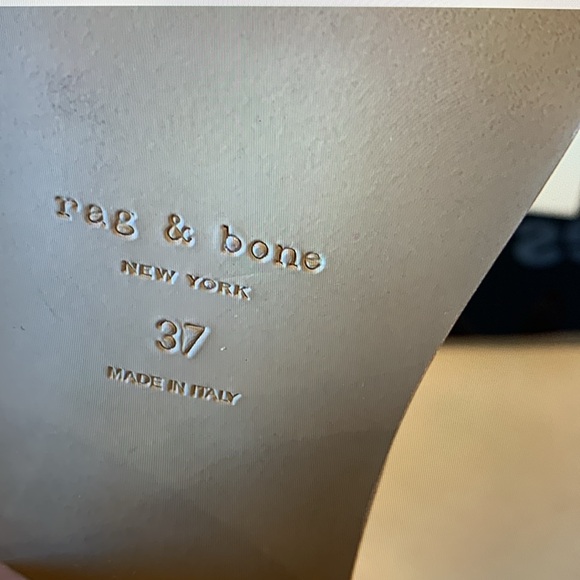 rag & bone
NEW YORK
37
MADE IN ITALY